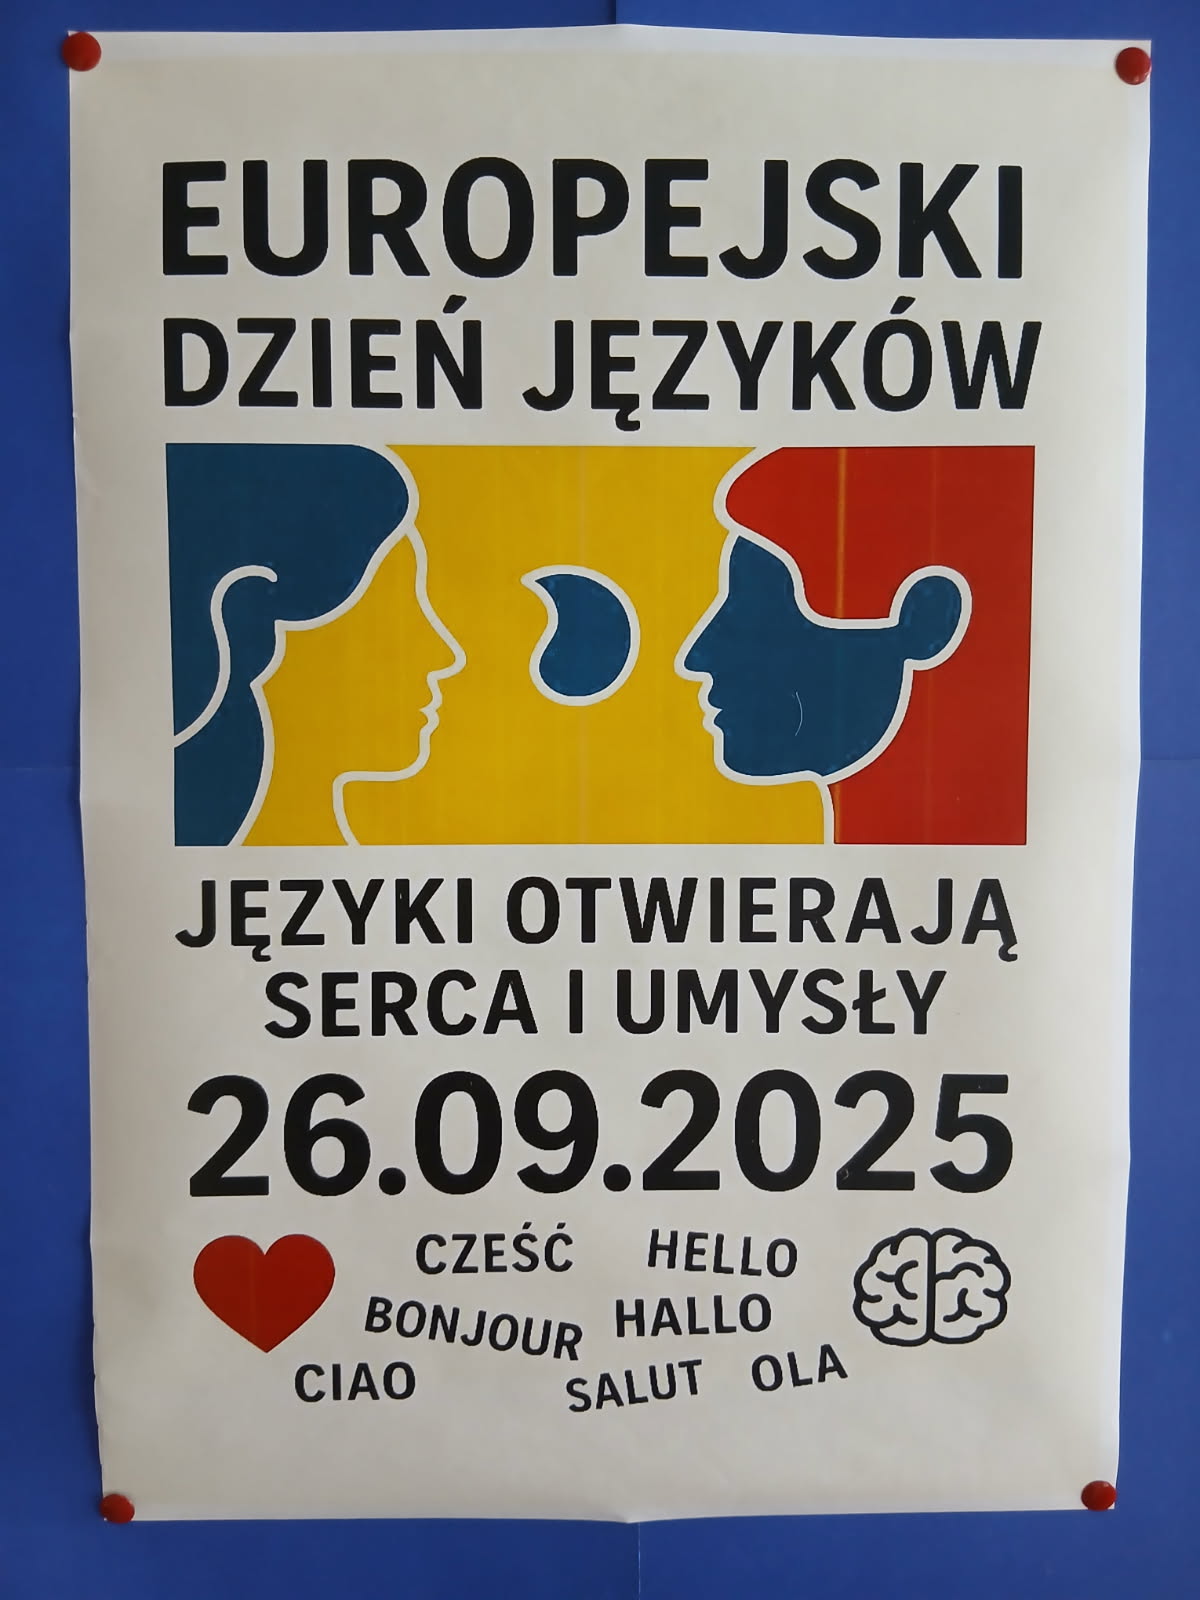 EUROPEJSKI
DZIEŃ JĘZYKÓW
JĘZYKI OTWIERAJĄ
SERCA I UMYSŁY
26.09.2025
CZEŚĆ HELLO
BONJOUR HALLO
CIAO SALUT OLA